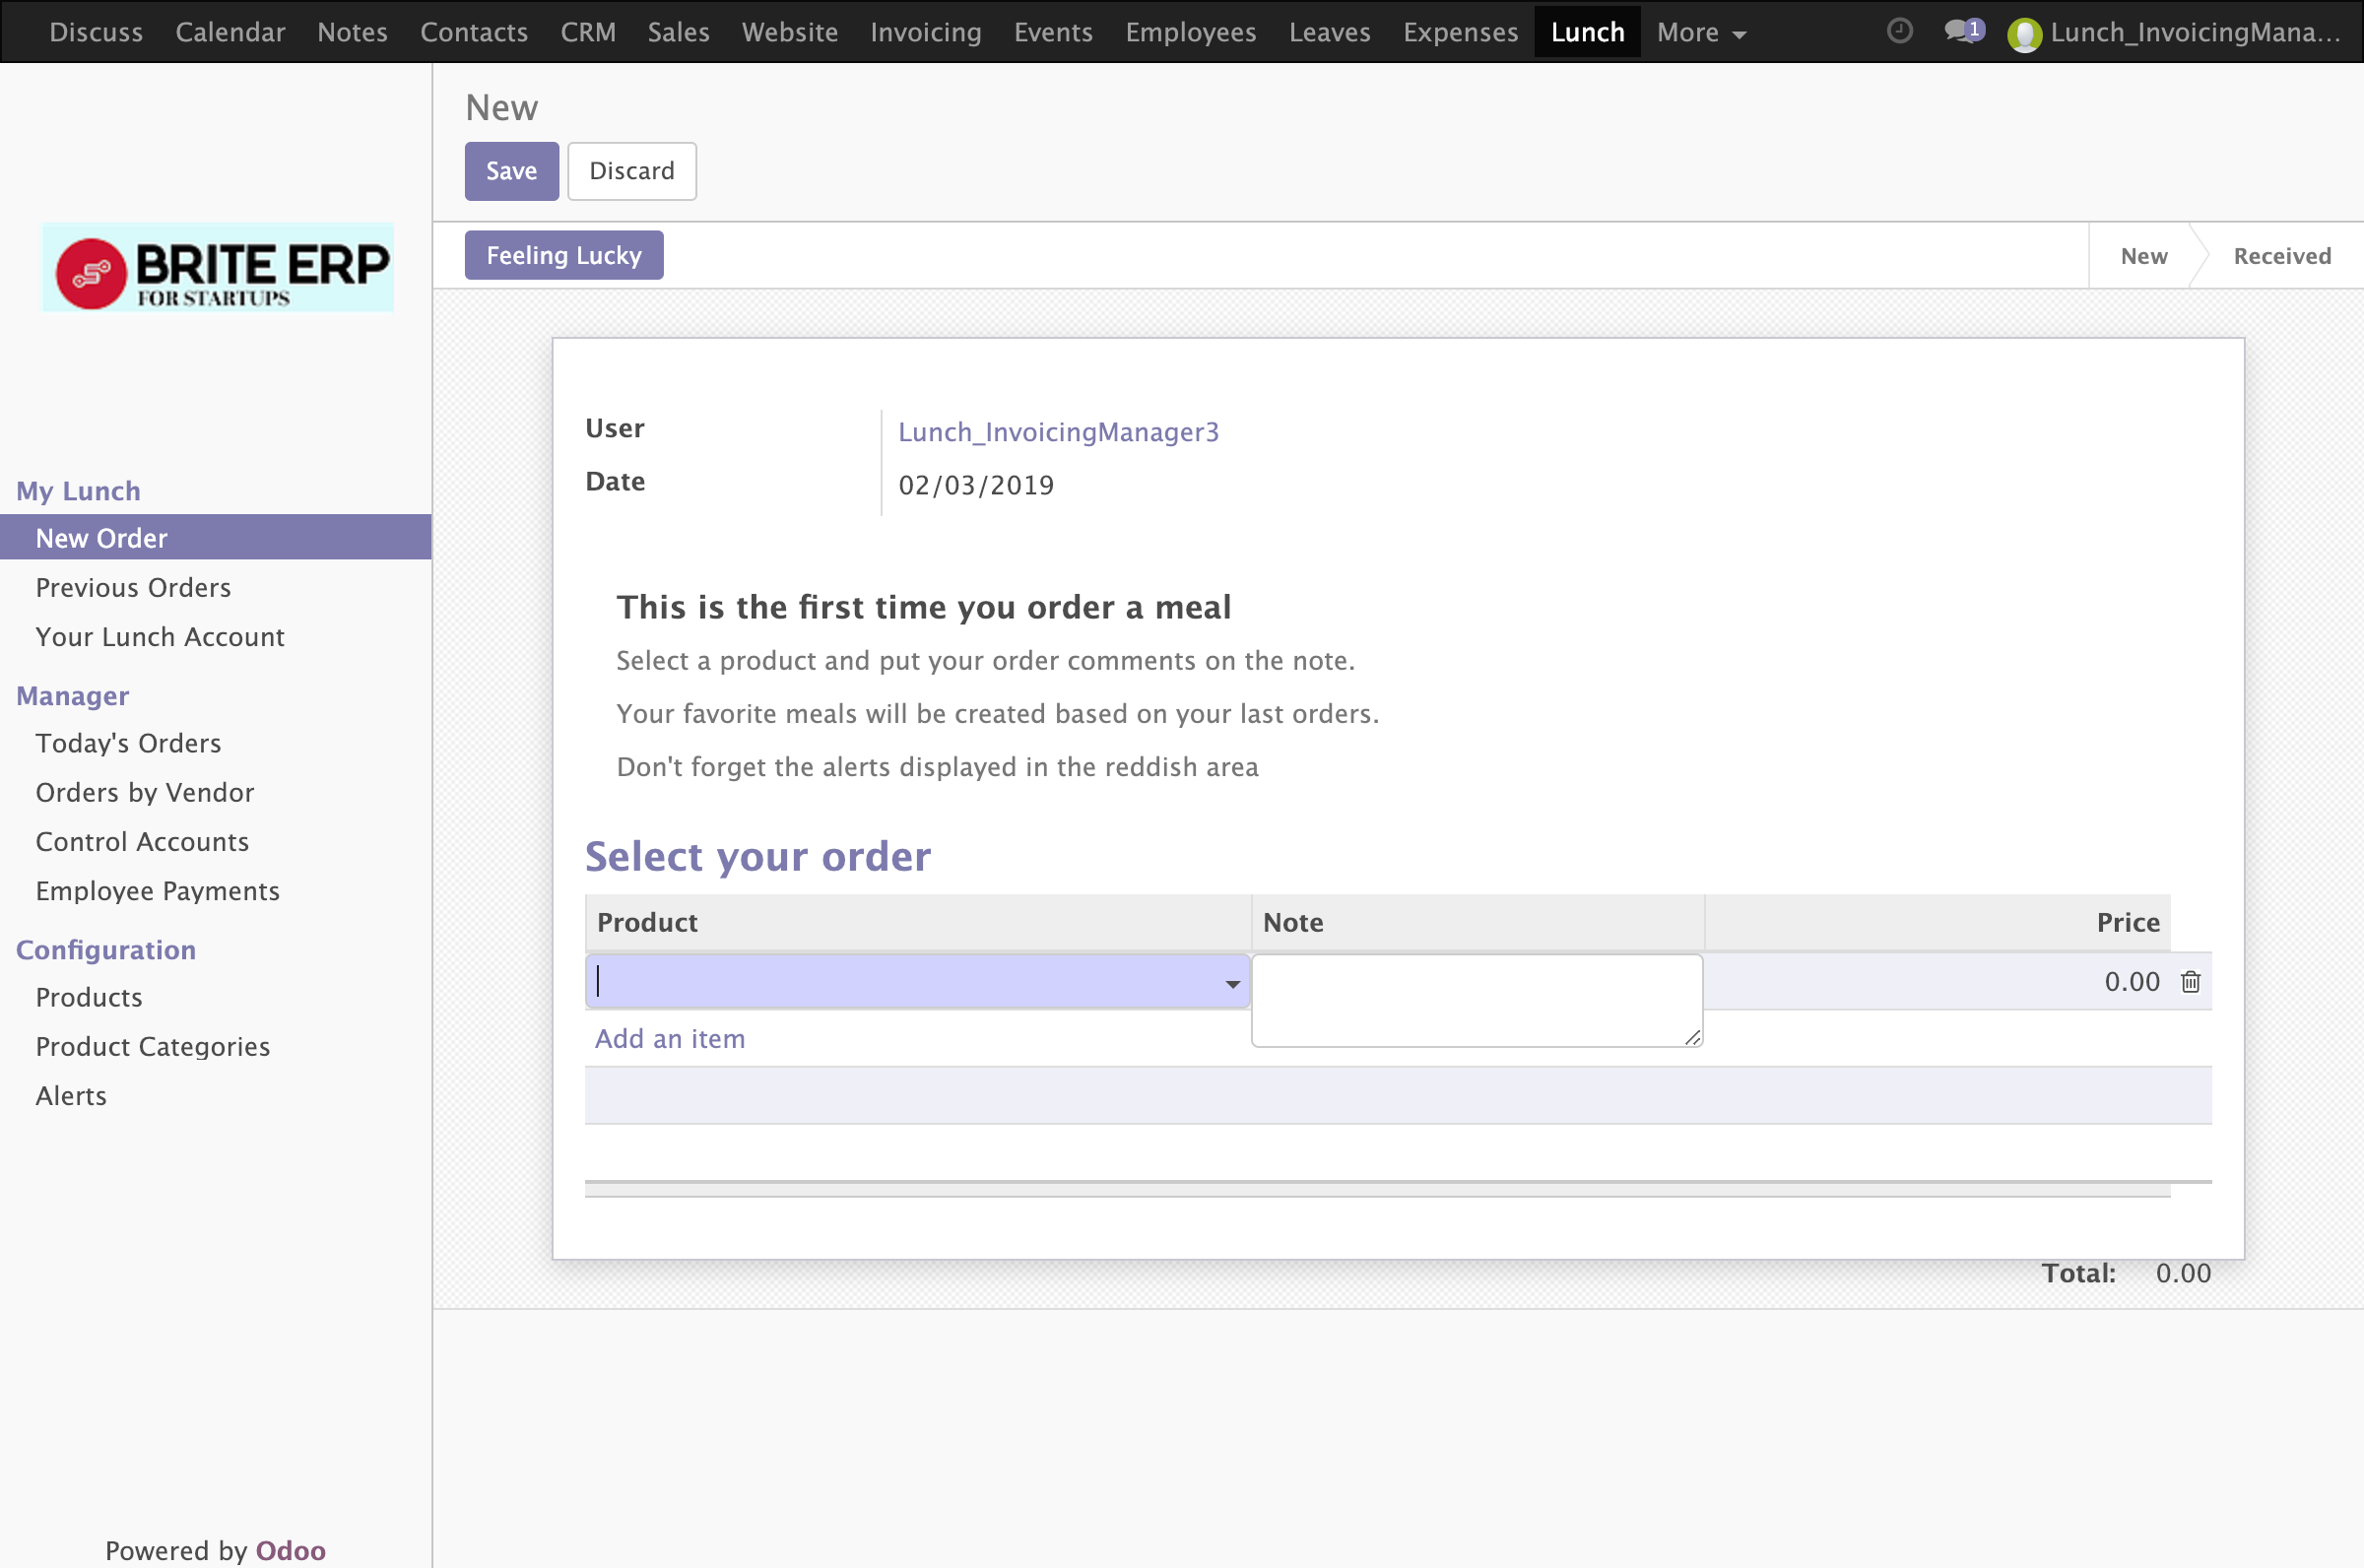 Discuss Calendar Notes Contacts CRM Sales Website Invoicing Events Employees Leaves Expenses Lunch More 1 Lunch_InvoicingMana...
BRITE ERP
FOR STARTUPS
My Lunch
New Order
Previous Orders
Your Lunch Account
Manager
Today's Orders
Orders by Vendor
Control Accounts
Employee Payments
Configuration
Products
Product Categories
Alerts
Powered by Odoo
New
Save Discard
Feeling Lucky New Received
User Lunch_InvoicingManager3
Date 02/03/2019
This is the first time you order a meal
Select a product and put your order comments on the note.
Your favorite meals will be created based on your last orders.
Don't forget the alerts displayed in the reddish area
Select your order
Product Note Price
0.00
Add an item
Total: 0.00